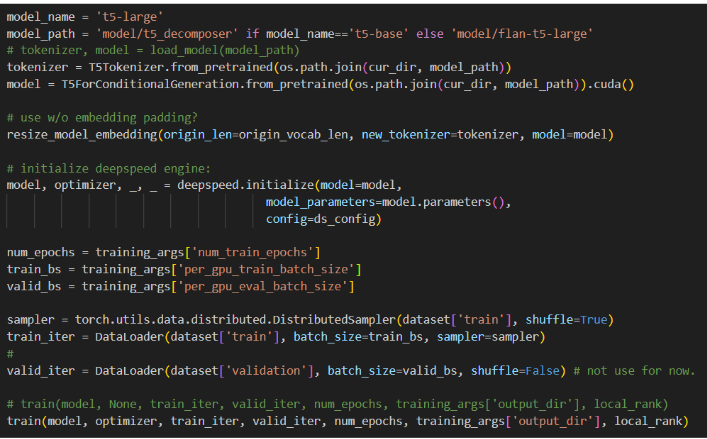 model_name = 't5-large'
model_path = 'model/t5_decomposer' if model_name=='t5-base' else 'model/flan-t5-large'
# tokenizer, model = load_model(model_path)
tokenizer = T5Tokenizer.from_pretrained(os.path.join(cur_dir, model_path))
model = T5ForConditionalGeneration.from_pretrained(os.path.join(cur_dir, model_path)).cuda()
# use w/o embedding padding?
resize_model_embedding(origin_len=origin_vocab_len, new_tokenizer=tokenizer, model=model)
# initialize deepspeed engine:
model, optimizer, _, _ = deepspeed.initialize(model=model,
model_parameters=model.parameters(),
config=ds_config)
num_epochs = training_args['num_train_epochs']
train_bs = training_args['per_gpu_train_batch_size']
valid_bs = training_args['per_gpu_eval_batch_size']
sampler = torch.utils.data.distributed.DistributedSampler(dataset['train'], shuffle=True)
train_iter = DataLoader(dataset['train'], batch_size=train_bs, sampler=sampler)
#
valid_iter = DataLoader(dataset['validation'], batch_size=valid_bs, shuffle=False) # not use for now.
# train(model, None, train_iter, valid_iter, num_epochs, training_args['output_dir'], local_rank)
train(model, optimizer, train_iter, valid_iter, num_epochs, training_args['output_dir'], local_rank)